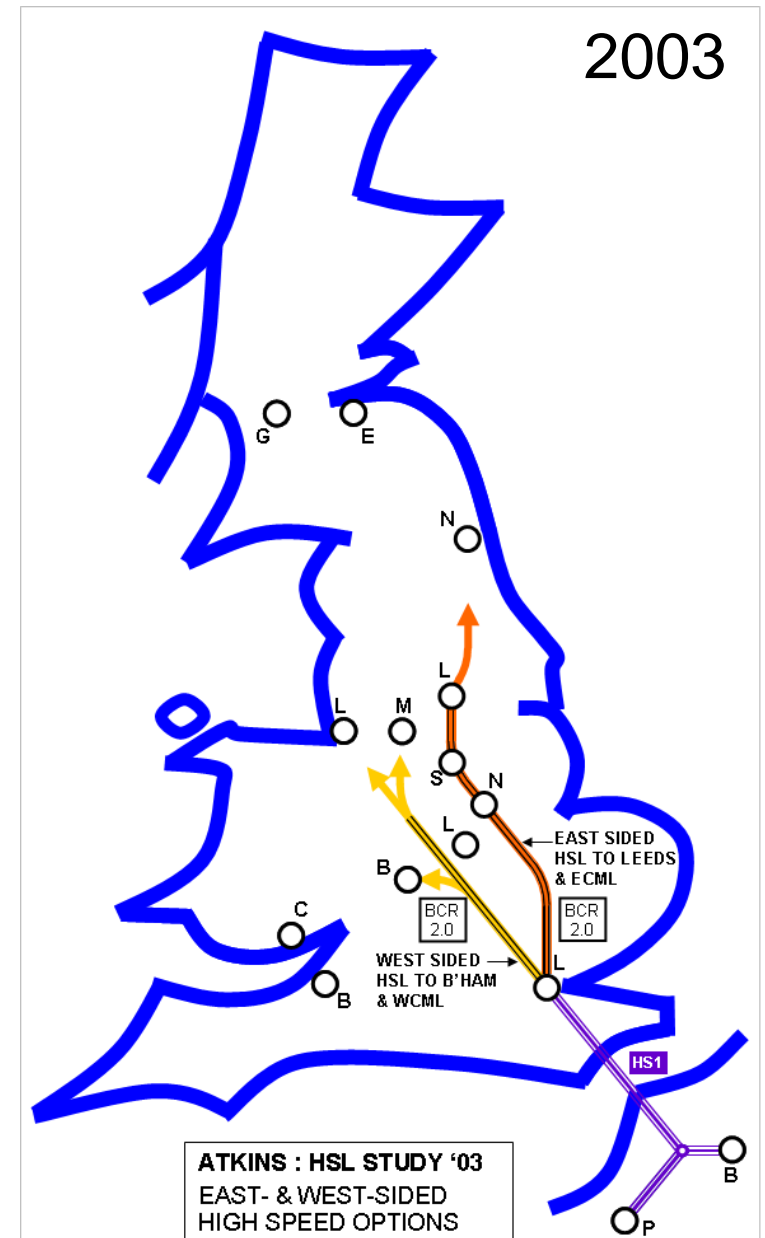 2003
G
E
N
L
L
M
S
N
L
B
EAST SIDED
HSL TO LEEDS
& ECML
BCR
2.0
BCR
2.0
C
WEST SIDED
HSL TO B'HAM
& WCML
L
B
HS1
B
P
ATKINS : HSL STUDY ‘03
EAST- & WEST-SIDED
HIGH SPEED OPTIONS